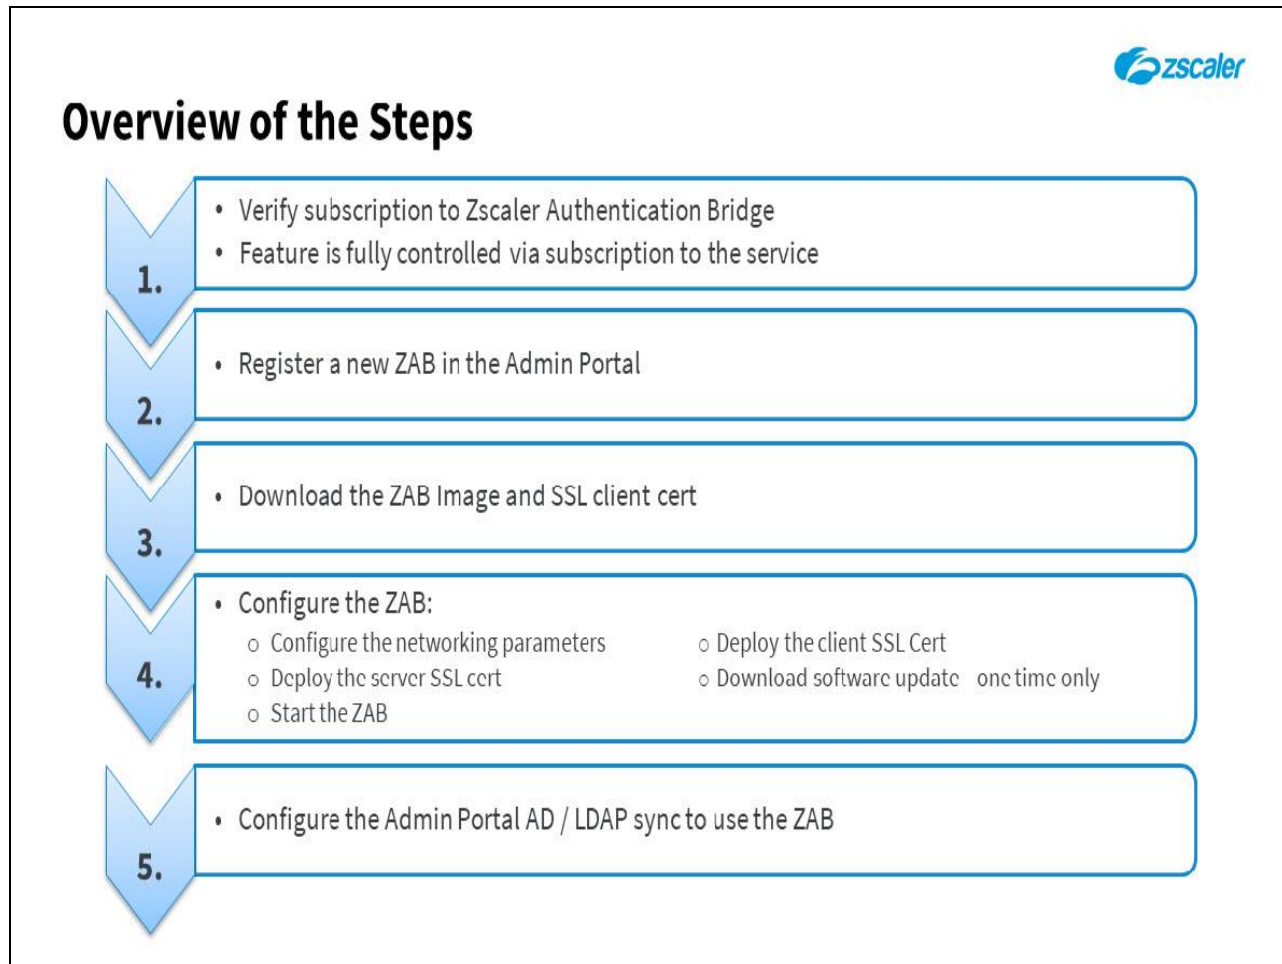 zscaler
Overview of the Steps
1.
• Verify subscription to Zscaler Authentication Bridge
• Feature is fully controlled via subscription to the service
2.
• Register a new ZAB in the Admin Portal
3.
• Download the ZAB Image and SSL client cert
4.
• Configure the ZAB:
o Configure the networking parameters
o Deploy the server SSL cert
o Start the ZAB
o Deploy the client SSL Cert
o Download software update one time only
5.
• Configure the Admin Portal AD / LDAP sync to use the ZAB